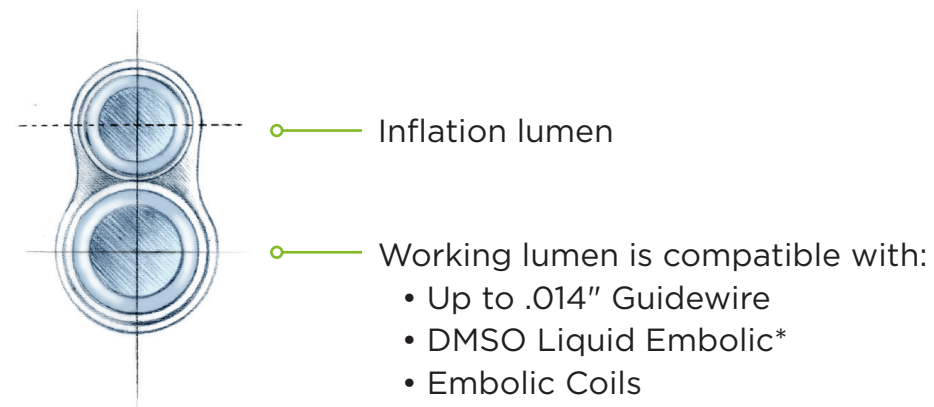 Inflation lumen
Working lumen is compatible with:
• Up to .014" Guidewire
• DMSO Liquid Embolic*
• Embolic Coils